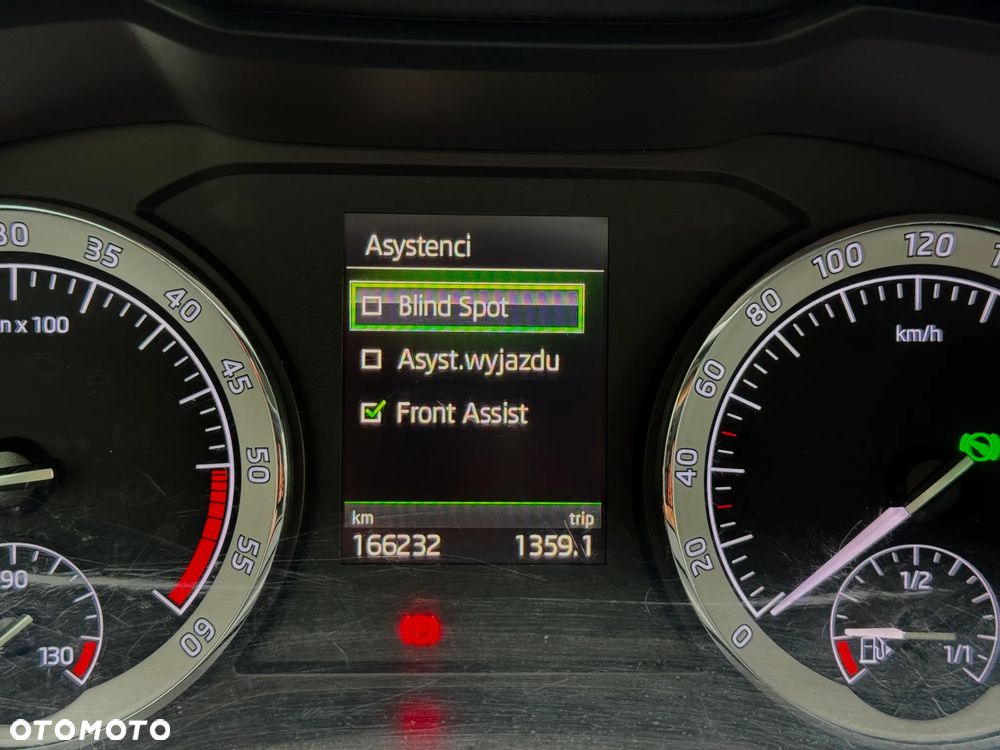 Asystenci
Blind Spot
Asyst.wyjazdu
Front Assist
km trip
166232 1359.1
30
35
40
45
50
55
60
n x 100
90
130
0
20
40
60
80
100
120
km/h
1/2
1/1
OTOMOTO